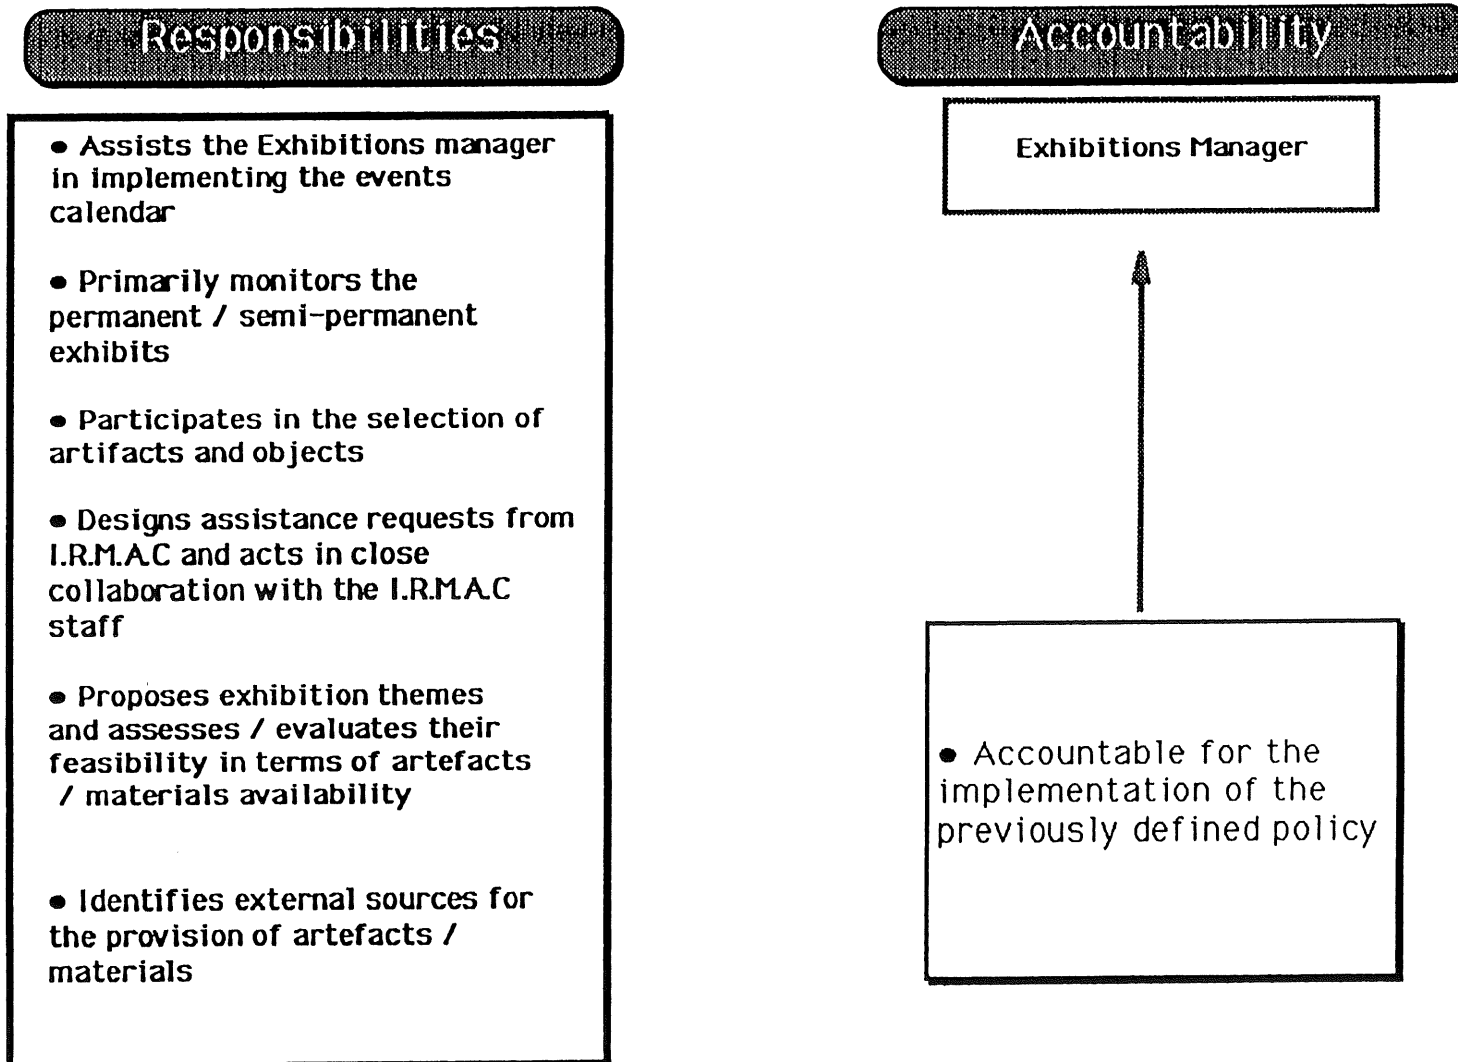 Responsibilities
• Assists the Exhibitions manager
in implementing the events
calendar
• Primarily monitors the
permanent / semi-permanent
exhibits
• Participates in the selection of
artifacts and objects
• Designs assistance requests from
I.R.M.A.C and acts in close
collaboration with the I.R.M.A.C
staff
• Proposes exhibition themes
and assesses / evaluates their
feasibility in terms of artefacts
/ materials availability
• Identifies external sources for
the provision of artefacts /
materials
Accountability
Exhibitions Manager
• Accountable for the
implementation of the
previously defined policy